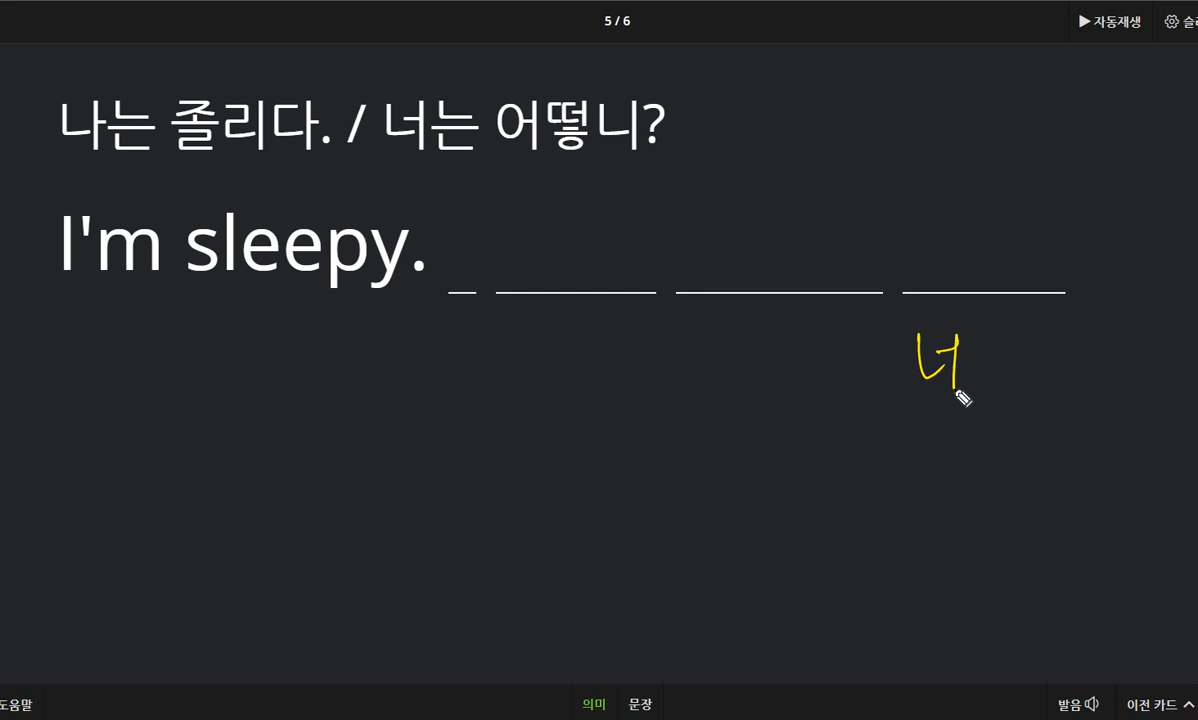 5 / 6
▶ 자동재생
나는 졸리다. / 너는 어떻니?
I'm sleepy.
너
도움말
의미
문장
발음
이전 카드